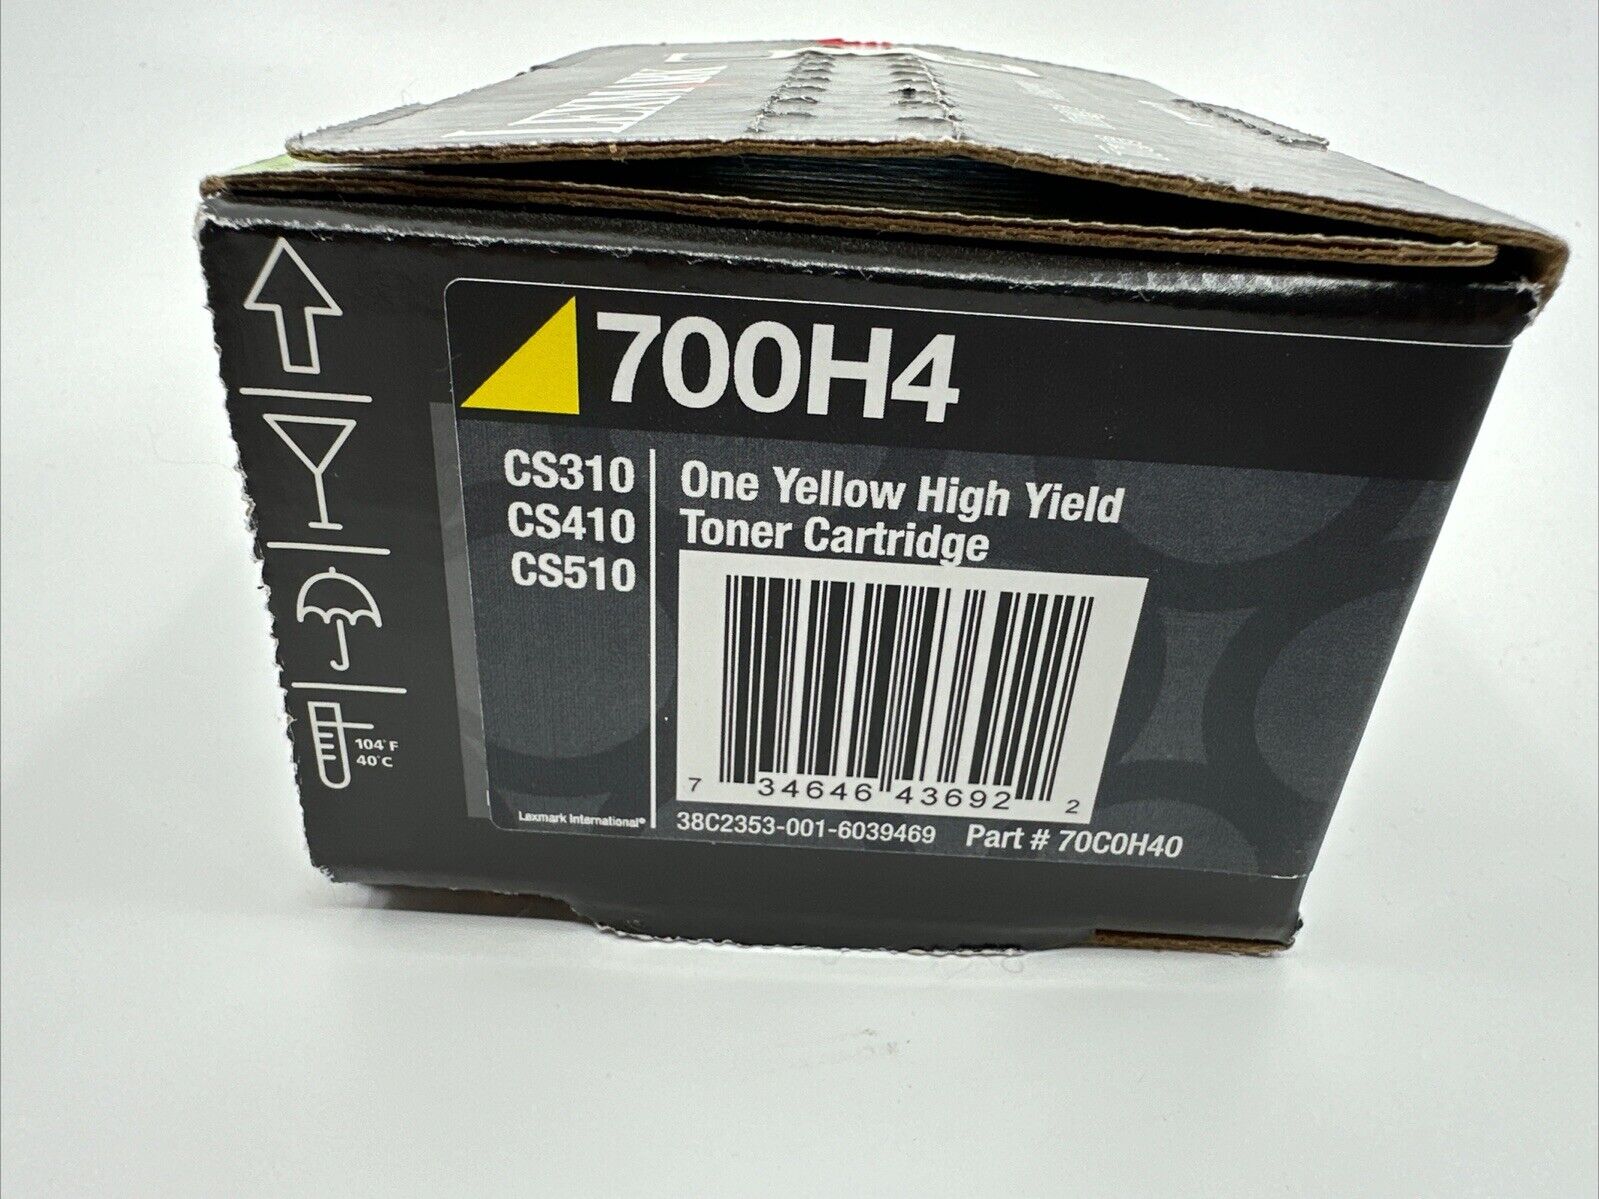 LEXMARK
700H4
CS310
CS410
CS510
One Yellow High Yield
Toner Cartridge
104°F
40°C
7 34646 43692 2
Lexmark International®
38C2353-001-6039469 Part # 70C0H40